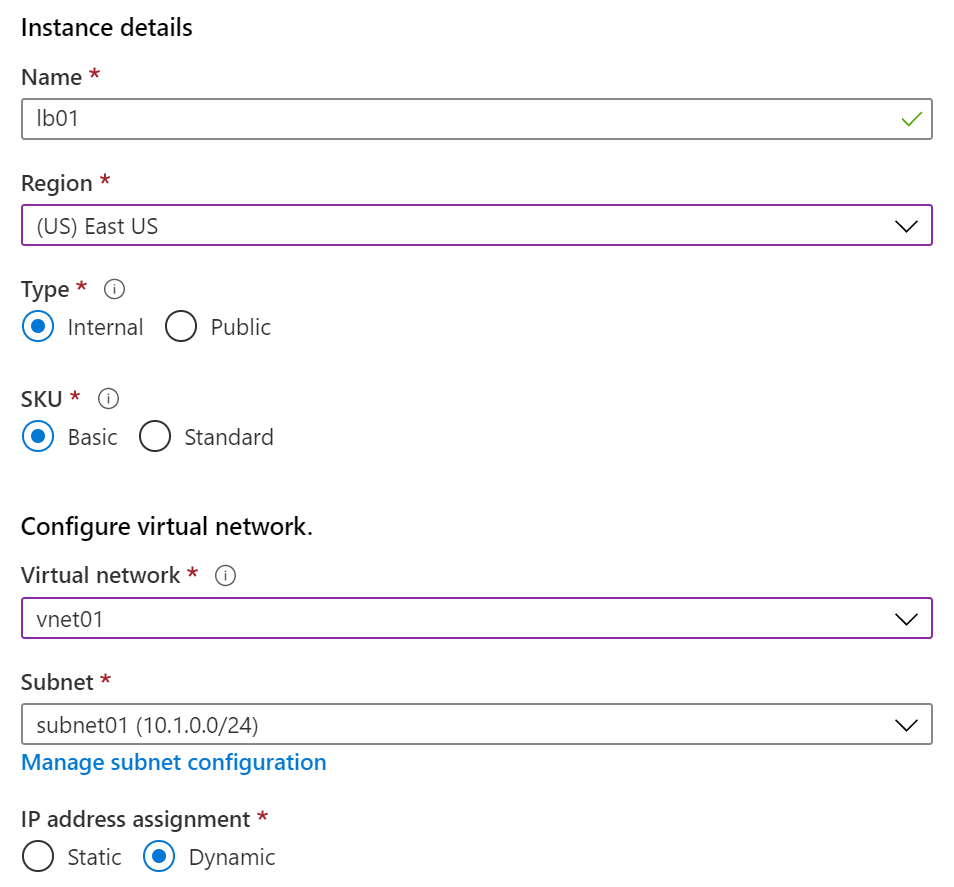 Instance details
Name *
lb01
Region *
(US) East US
Type *
Internal Public
SKU *
Basic Standard
Configure virtual network.
Virtual network *
vnet01
Subnet *
subnet01 (10.1.0.0/24)
Manage subnet configuration
IP address assignment *
Static Dynamic